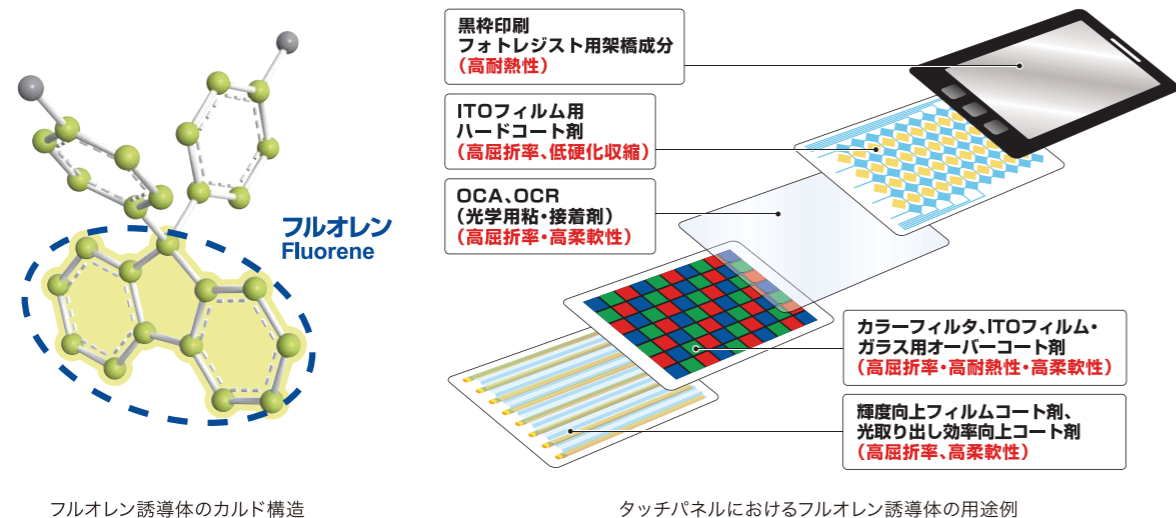 フルオレン
Fluorene
フルオレン誘導体のカルド構造
黒枠印刷
フォトレジスト用架橋成分
（高耐熱性）
ITOフィルム用
ハードコート剤
（高屈折率、低硬化収縮）
OCA、OCR
（光学用粘・接着剤）
（高屈折率・高柔軟性）
カラーフィルタ、ITOフィルム・
ガラス用オーバーコート剤
（高屈折率・高耐熱性・高柔軟性）
輝度向上フィルムコート剤、
光取り出し効率向上コート剤
（高屈折率、高柔軟性）
タッチパネルにおけるフルオレン誘導体の用途例